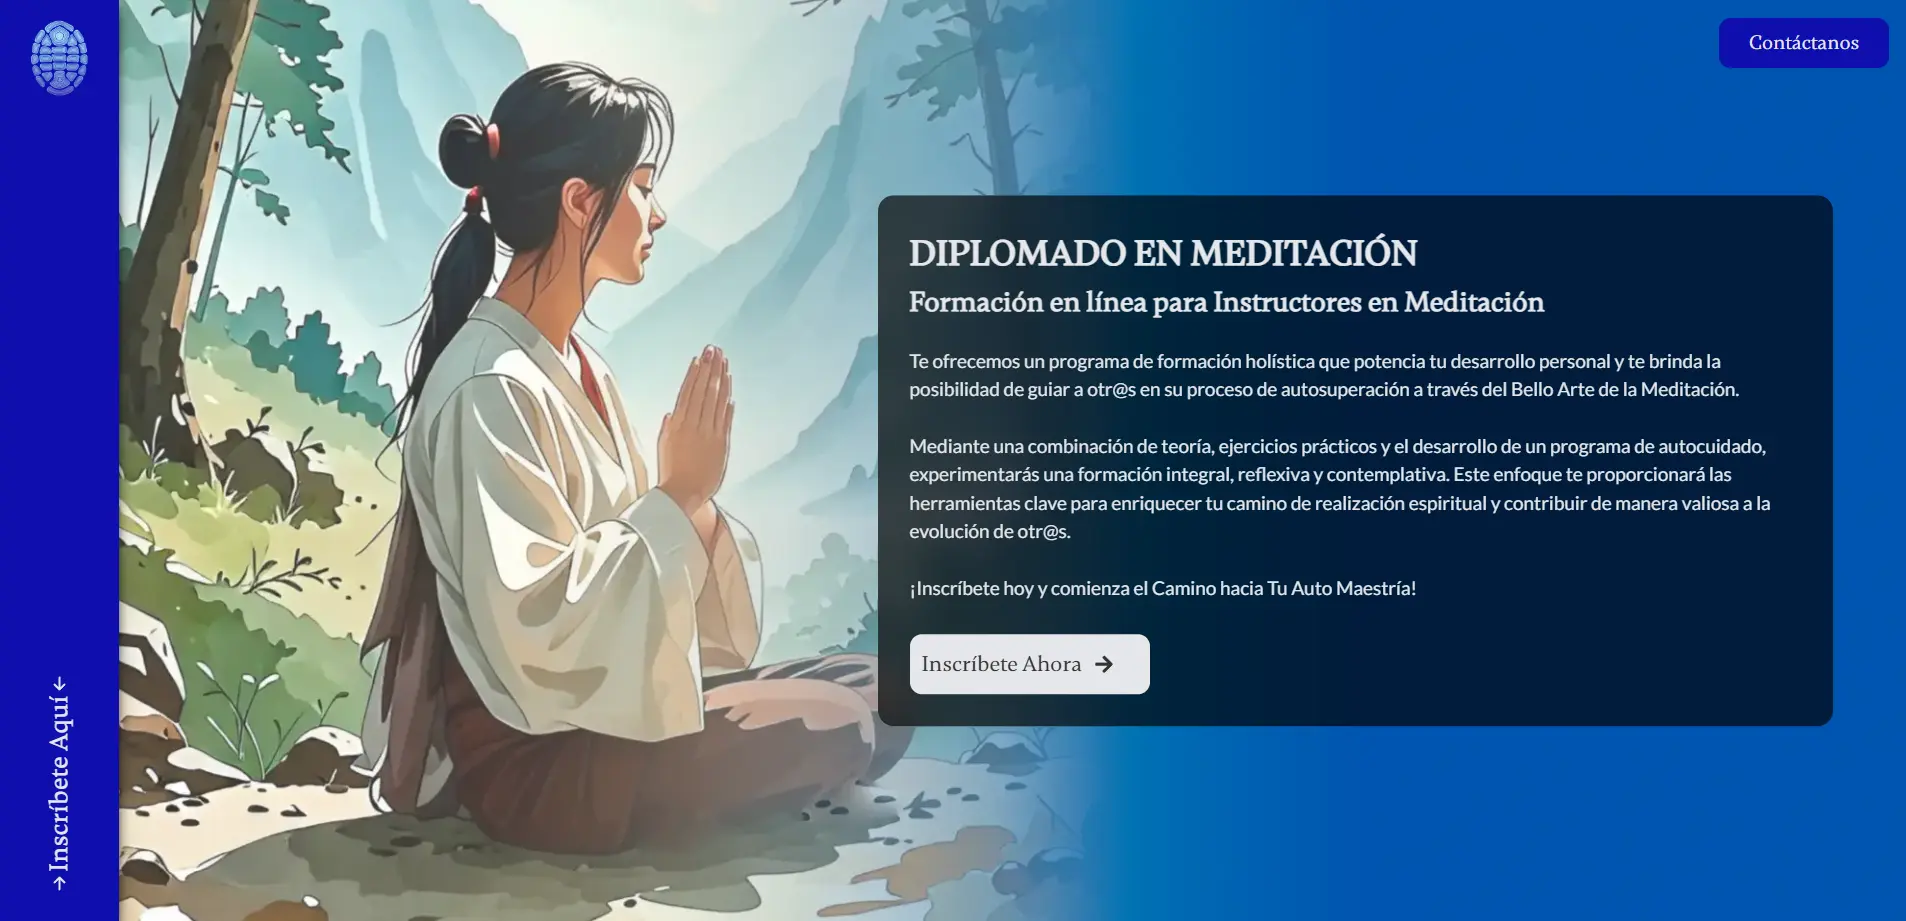 Contáctanos
DIPLOMADO EN MEDITACIÓN
Formación en línea para Instructores en Meditación
Te ofrecemos un programa de formación holística que potencia tu desarrollo personal y te brinda la
posibilidad de guiar a otr@s en su proceso de autosuperación a través del Bello Arte de la Meditación.
Mediante una combinación de teoría, ejercicios prácticos y el desarrollo de un programa de autocuidado,
experimentarás una formación integral, reflexiva y contemplativa. Este enfoque te proporcionará las
herramientas clave para enriquecer tu camino de realización espiritual y contribuir de manera valiosa a la
evolución de otr@s.
¡Inscríbete hoy y comienza el Camino hacia Tu Auto Maestría!
Inscríbete Ahora →
→ Inscríbete Aquí ←